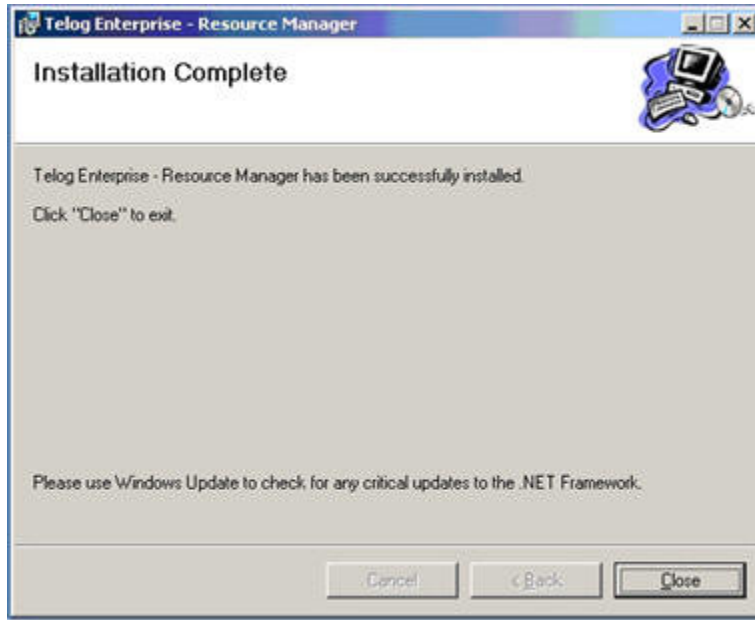 Telog Enterprise - Resource Manager
Installation Complete
Telog Enterprise - Resource Manager has been successfully installed.
Click "Close" to exit.
Please use Windows Update to check for any critical updates to the .NET Framework.
Cancel
< Back
Close